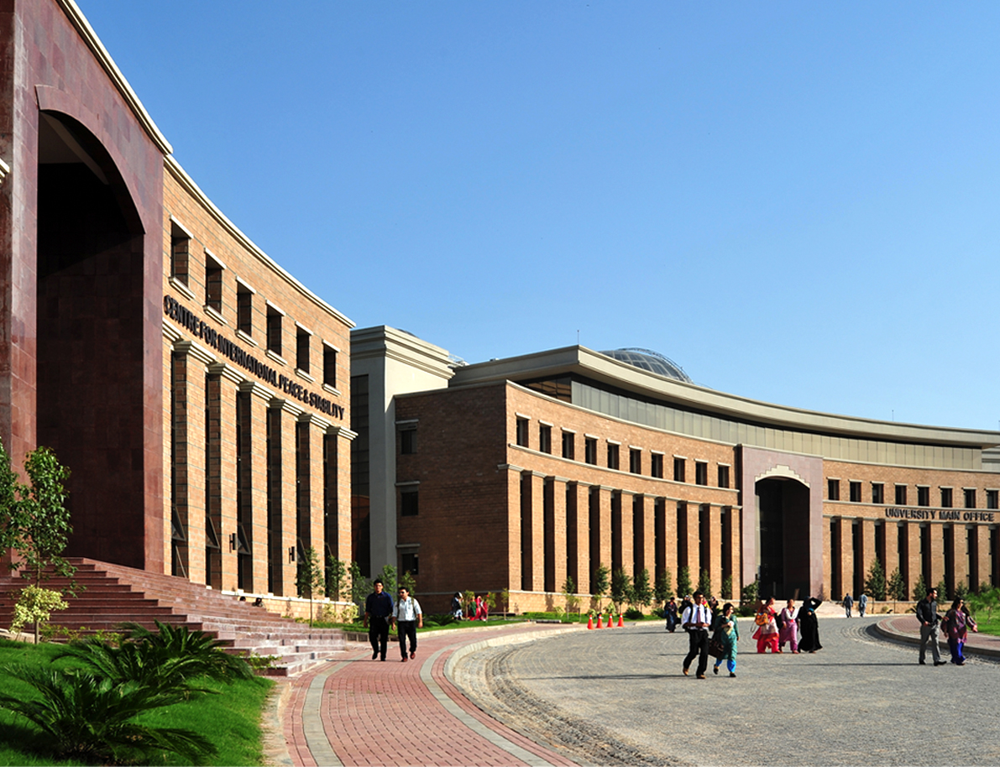 CENTRE FOR INTERNATIONAL PEACE & STABILITY
UNIVERSITY MAIN OFFICE